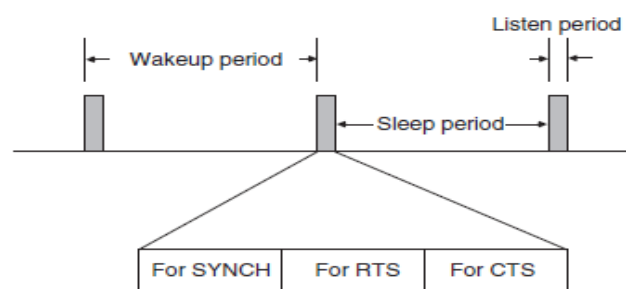 Listen period
Wakeup period
Sleep period
For SYNCH For RTS For CTS